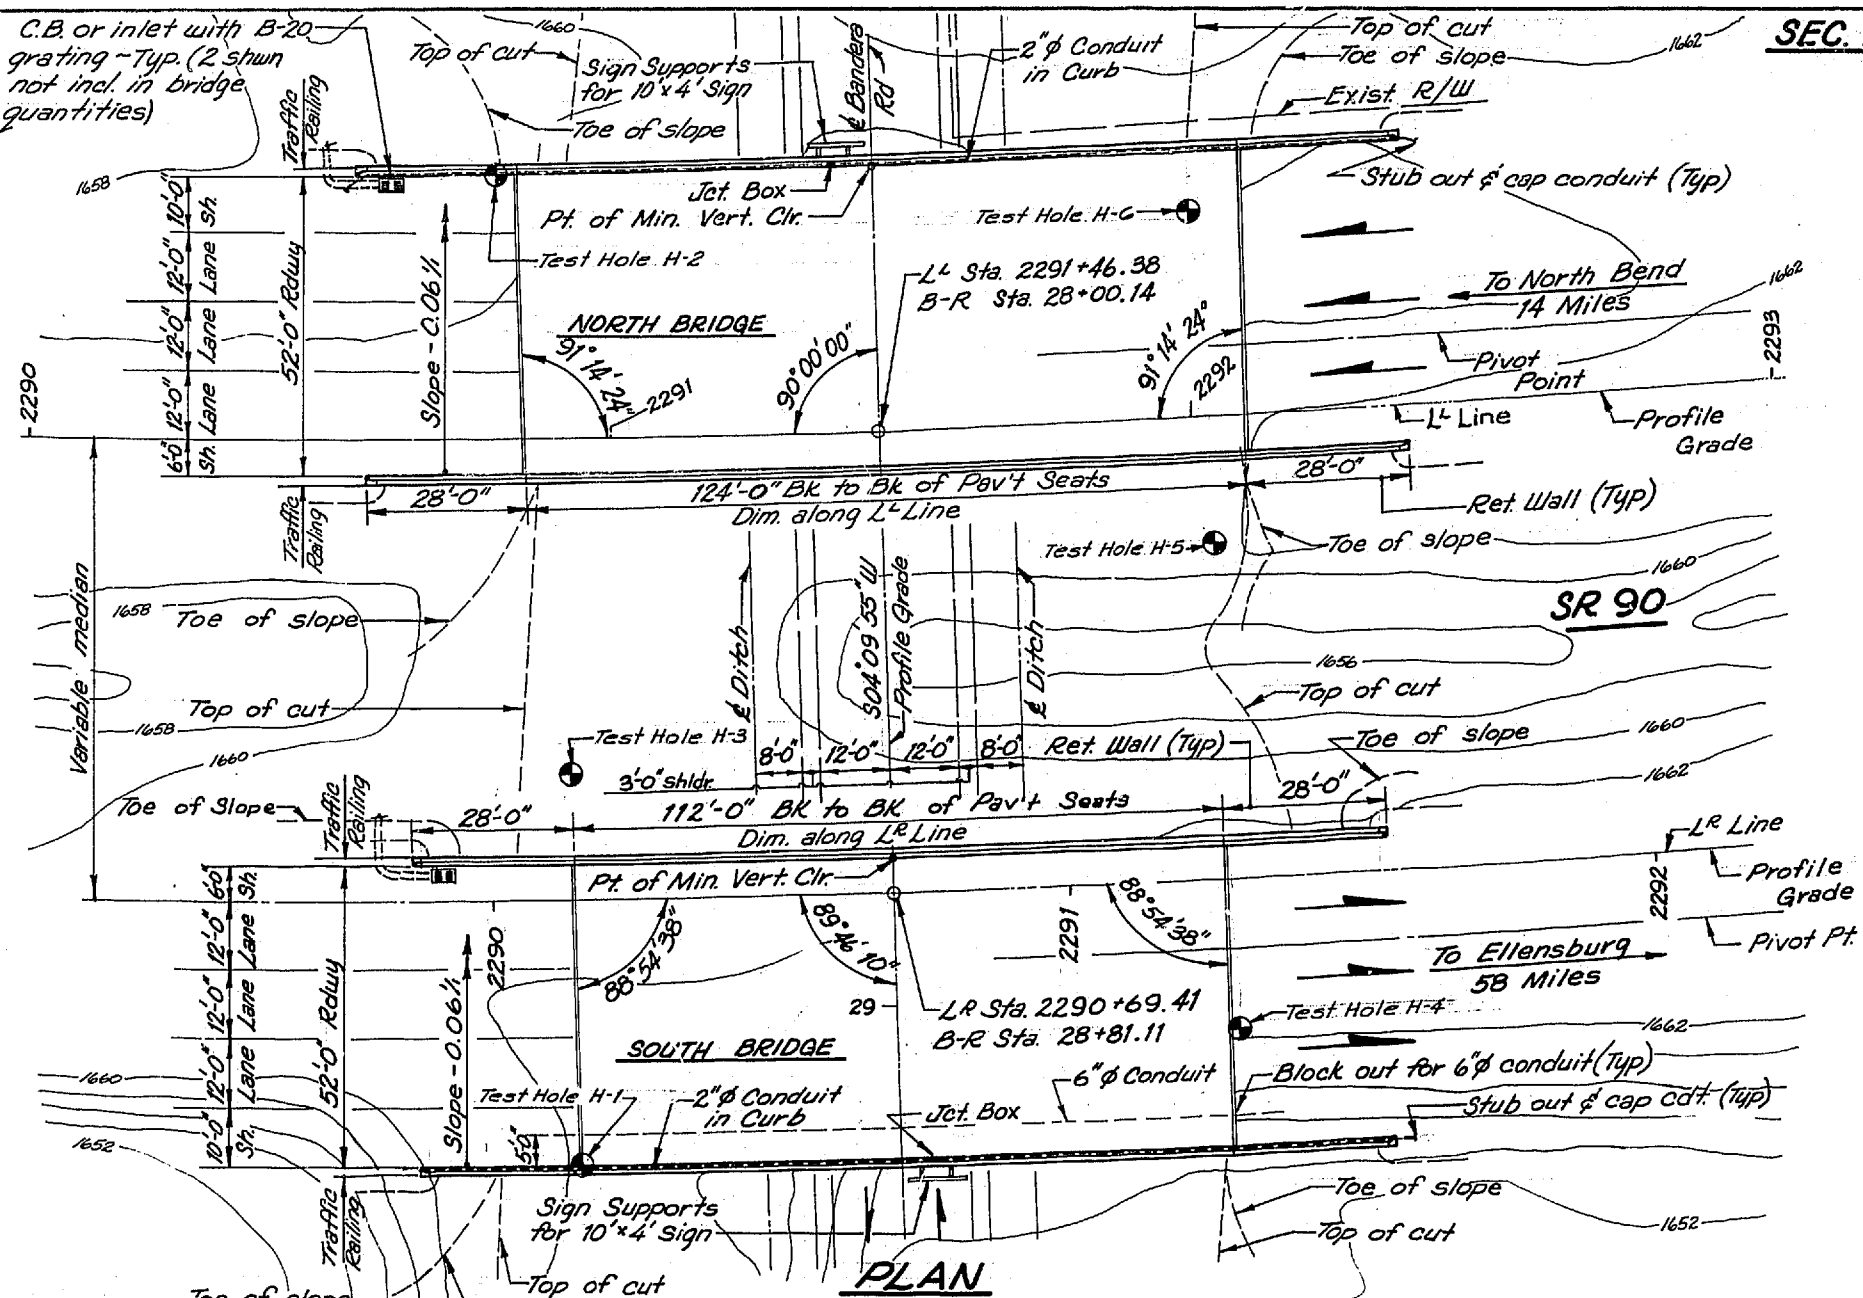 C.B. or inlet with B-20
grating ~ Typ. (2 shwn
not incl. in bridge
quantities)
Top of cut
1660
Sign Supports
for 10'x4' Sign
Toe of slope
℄ Bandera
Rd
2"φ Conduit
in Curb
Top of cut
Toe of slope
1662
SEC.
Exist. R/W
Traffic
Railing
1658
Jct. Box
Pt. of Min. Vert. Clr.
Test Hole H-6
Stub out & cap conduit (Typ)
Test Hole H-2
10'-0"
Sh.
12'-0"
Lane
12'-0"
Lane
12'-0"
Lane
6'-0"
Sh.
52'-0" Rdwy
Slope - 0.06'/1
NORTH BRIDGE
Lᴸ Sta. 2291+46.38
B-R Sta. 28+00.14
To North Bend
14 Miles
1662
2290
91°14'24"
2291
90°00'00"
91°14'24"
2292
Pivot
Point
2293
Lᴸ Line
Profile
Grade
28'-0"
124'-0" Bk to Bk of Pav't Seats
Dim. along Lᴸ Line
28'-0"
Ret. Wall (Typ)
Traffic
Railing
Test Hole H-5
Toe of slope
1660
SR 90
Variable median
1658
Toe of slope
℄ Ditch
S04°09'55"W
Profile Grade
℄ Ditch
1656
Top of cut
Top of cut
1658
1660
Test Hole H-3
8'-0"
12'-0"
12'-0"
8'-0"
Ret. Wall (Typ)
Toe of slope
1660
1662
3'-0" shldr.
Toe of Slope
Traffic
Railing
28'-0"
112'-0" Bk to Bk of Pav't Seats
Dim. along Lᴿ Line
28'-0"
Lᴿ Line
Profile
Grade
Pt. of Min. Vert. Clr.
6'-0"
Sh.
12'-0"
Lane
12'-0"
Lane
12'-0"
Lane
10'-0"
Sh.
52'-0" Rdwy
Slope - 0.06'/1
2290
88°54'38"
89°46'10"
2291
88°54'38"
2292
Pivot Pt.
To Ellensburg
58 Miles
29
LR Sta. 2290+69.41
B-R Sta. 28+81.11
Test Hole H-4
1662
SOUTH BRIDGE
1660
6"φ Conduit
Block out for 6"φ conduit (Typ)
Test Hole H-1
2"φ Conduit
in Curb
Jct. Box
Stub out & cap cdt. (Typ)
5'-0"
1652
Traffic
Railing
Sign Supports
for 10'x4' Sign
Toe of slope
1652
Top of cut
PLAN
Top of cut